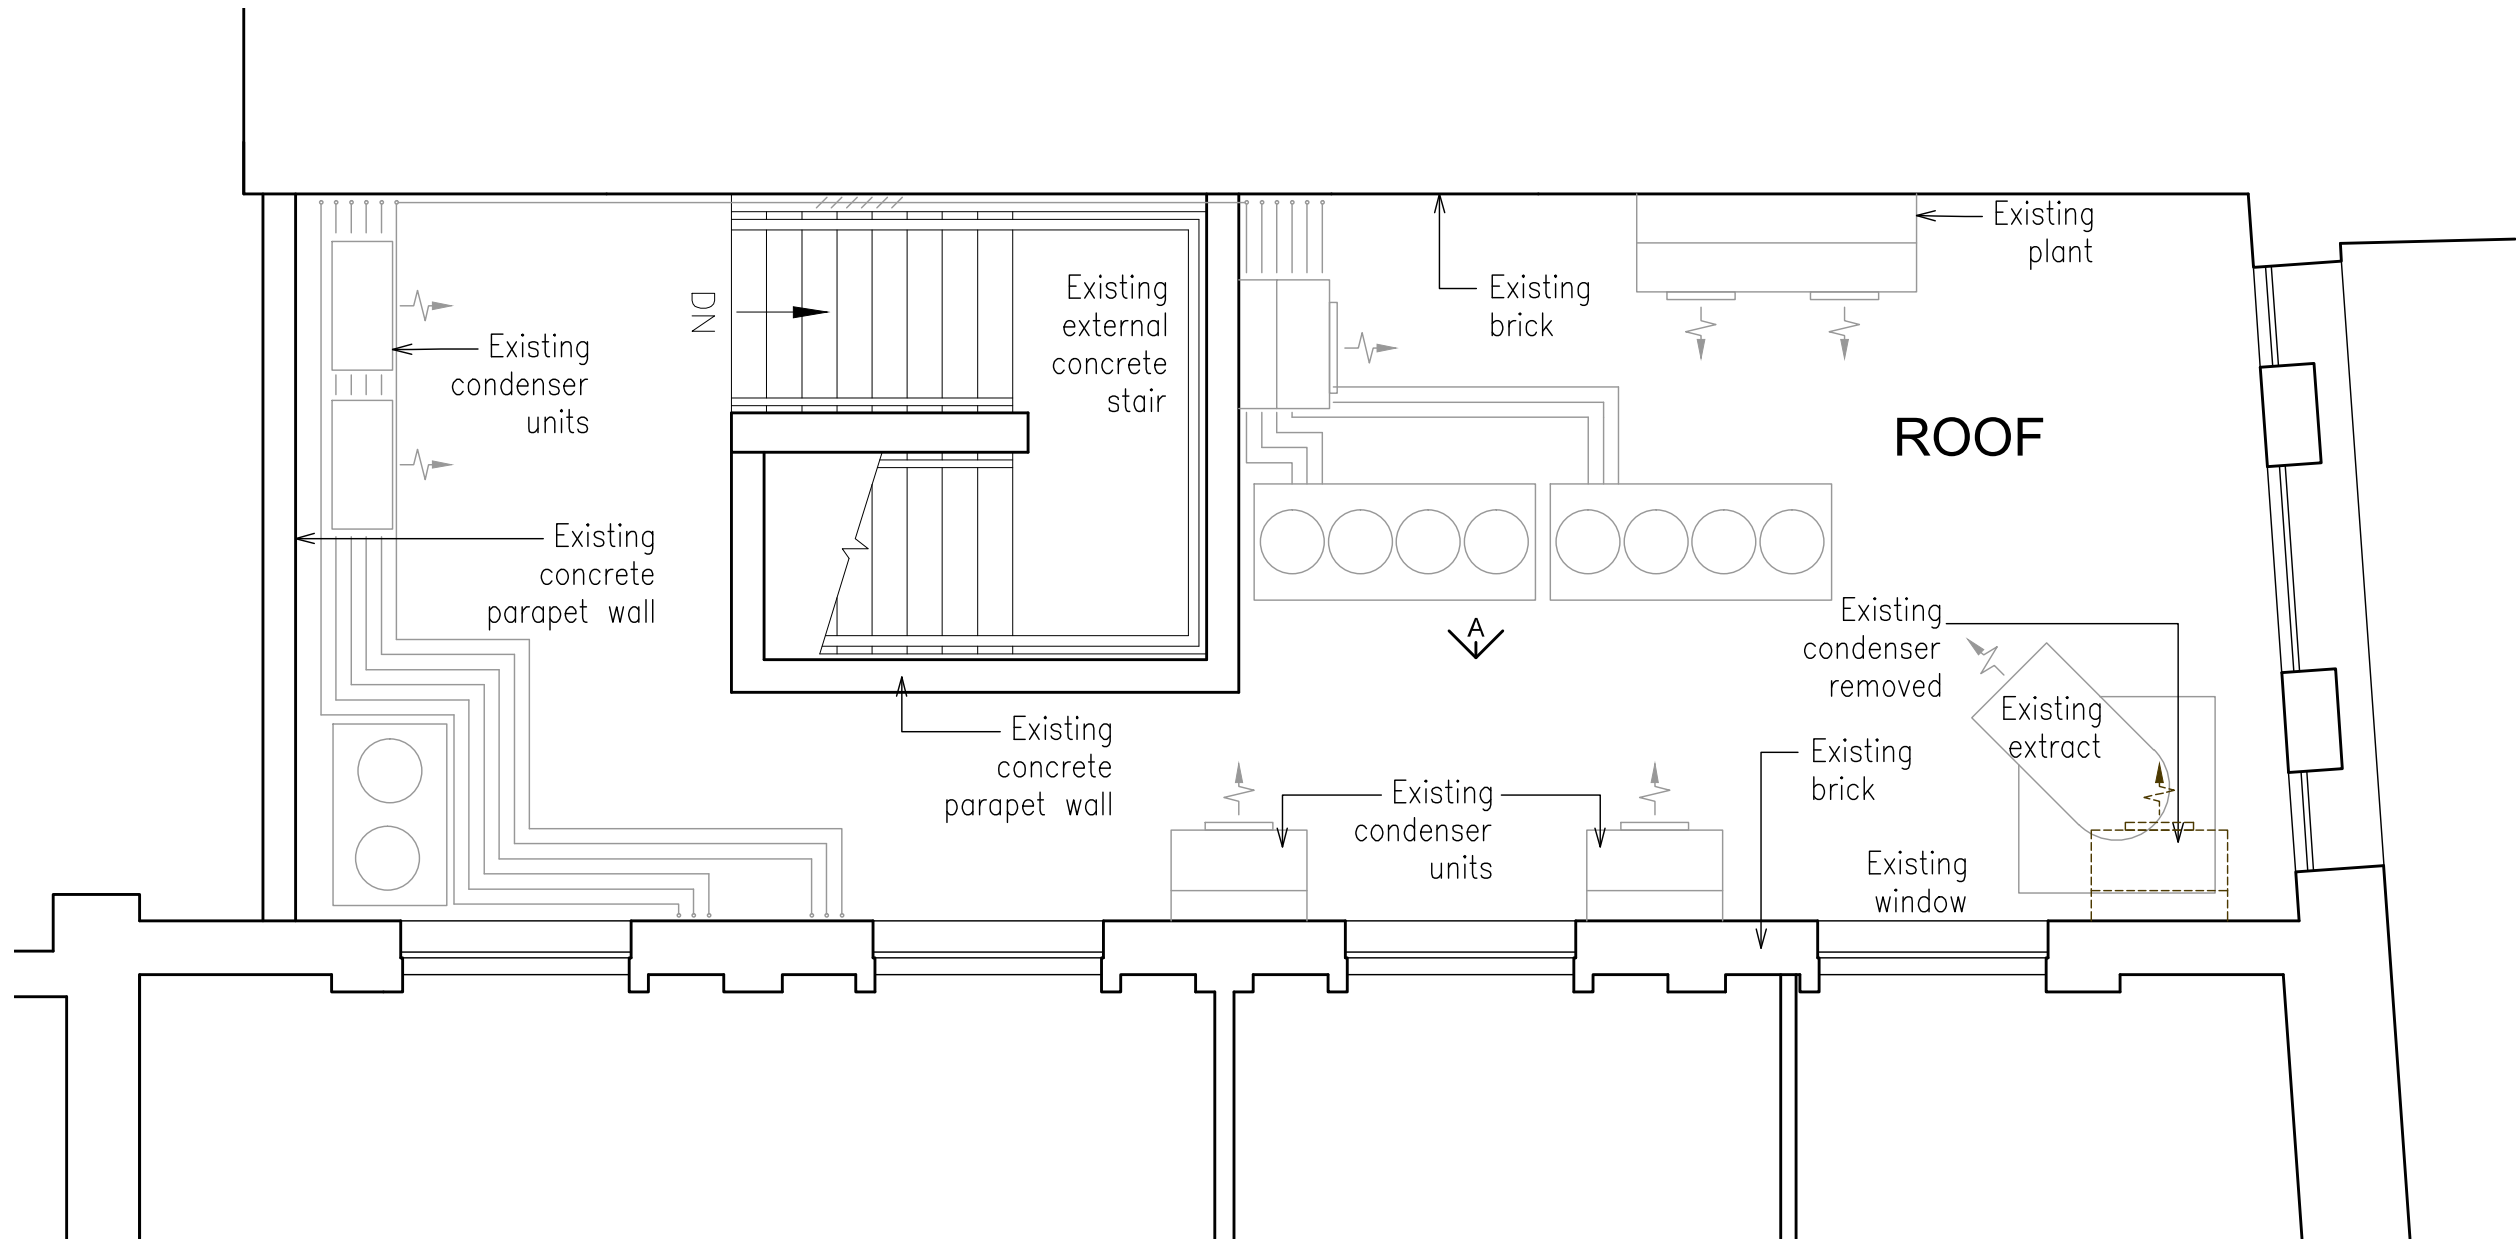 Existing
plant
Existing
brick
Existing
external
concrete
stair
DN
Existing
condenser
units
ROOF
Existing
concrete
parapet wall
Existing
condenser
removed
A
Existing
extract
Existing
concrete
parapet wall
Existing
brick
Existing
condenser
units
Existing
window